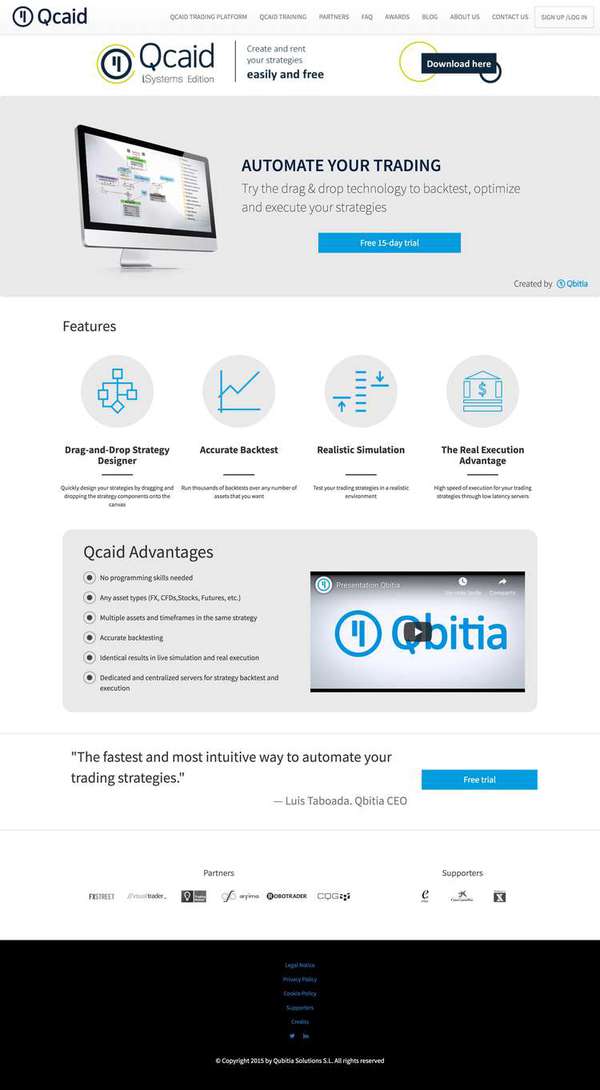 Qcaid
QCAID TRADING PLATFORM QCAID TRAINING PARTNERS FAQ AWARDS BLOG ABOUT US CONTACT US SIGN UP /LOG IN
Qcaid
iSystems Edition
Create and rent
your strategies
easily and free
Download here
AUTOMATE YOUR TRADING
Try the drag & drop technology to backtest, optimize
and execute your strategies
Free 15-day trial
Created by Qbitia
Features
Drag-and-Drop Strategy
Designer
Quickly design your strategies by dragging and
dropping the strategy components onto the
canvas
Accurate Backtest
Run thousands of backtests over any number of
assets that you want
Realistic Simulation
Test your trading strategies in a realistic
environment
The Real Execution
Advantage
High speed of execution for your trading
strategies through low latency servers
Qcaid Advantages
No programming skills needed
Any asset types (FX, CFDs,Stocks, Futures, etc.)
Multiple assets and timeframes in the same strategy
Accurate backtesting
Identical results in live simulation and real execution
Dedicated and centralized servers for strategy backtest and
execution
Presentation Qbitia
Qbitia
"The fastest and most intuitive way to automate your
trading strategies."
— Luis Taboada. Qbitia CEO
Free trial
Partners
FXSTREET visualtrader arpima ROBOTRADER CQG
Supporters
Legal Notice
Privacy Policy
Cookie Policy
Supporters
Credits
© Copyright 2015 by Qubitia Solutions S.L. All rights reserved